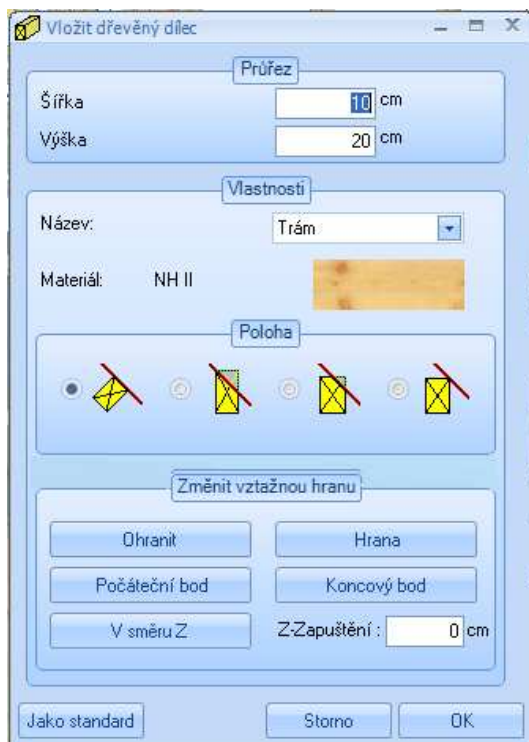 Vložit dřevěný dílec
Průřez
Šířka 10 cm
Výška 20 cm
Vlastnosti
Název: Trám
Materiál: NH II
Poloha
Změnit vztažnou hranu
Ohranit Hrana
Počáteční bod Koncový bod
V směru Z Z-Zapuštění : 0 cm
Jako standard Storno OK